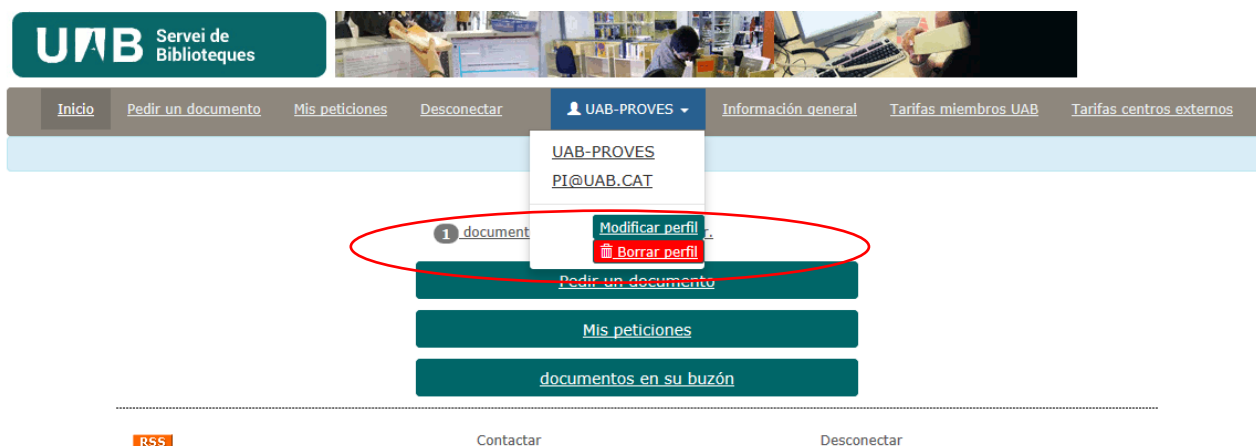 UAB Servei de
Biblioteques
Inicio Pedir un documento Mis peticiones Desconectar UAB-PROVES Información general Tarifas miembros UAB Tarifas centros externos
UAB-PROVES
PI@UAB.CAT
Modificar perfil
1 document r.
Borrar perfil
Pedir un documento
Mis peticiones
documentos en su buzón
RSS Contactar Desconectar